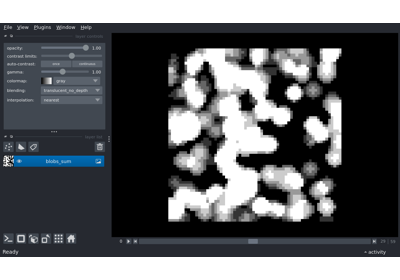 File View Plugins Window Help
opacity: 1.00
contrast limits:
auto-contrast: once continuous
gamma: 1.00
colormap: gray
blending: translucent_no_depth
interpolation: nearest
blobs_sum
Ready
activity